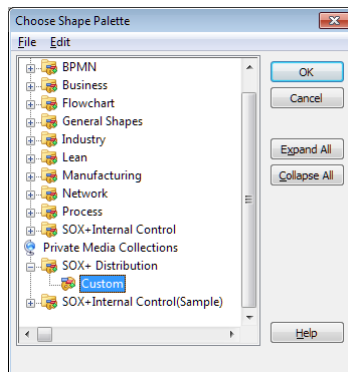 Choose Shape Palette
File Edit
BPMN
Business
Flowchart
General Shapes
Industry
Lean
Manufacturing
Network
Process
SOX+Internal Control
Private Media Collections
SOX+ Distribution
Custom
SOX+Internal Control(Sample)
OK
Cancel
Expand All
Collapse All
Help